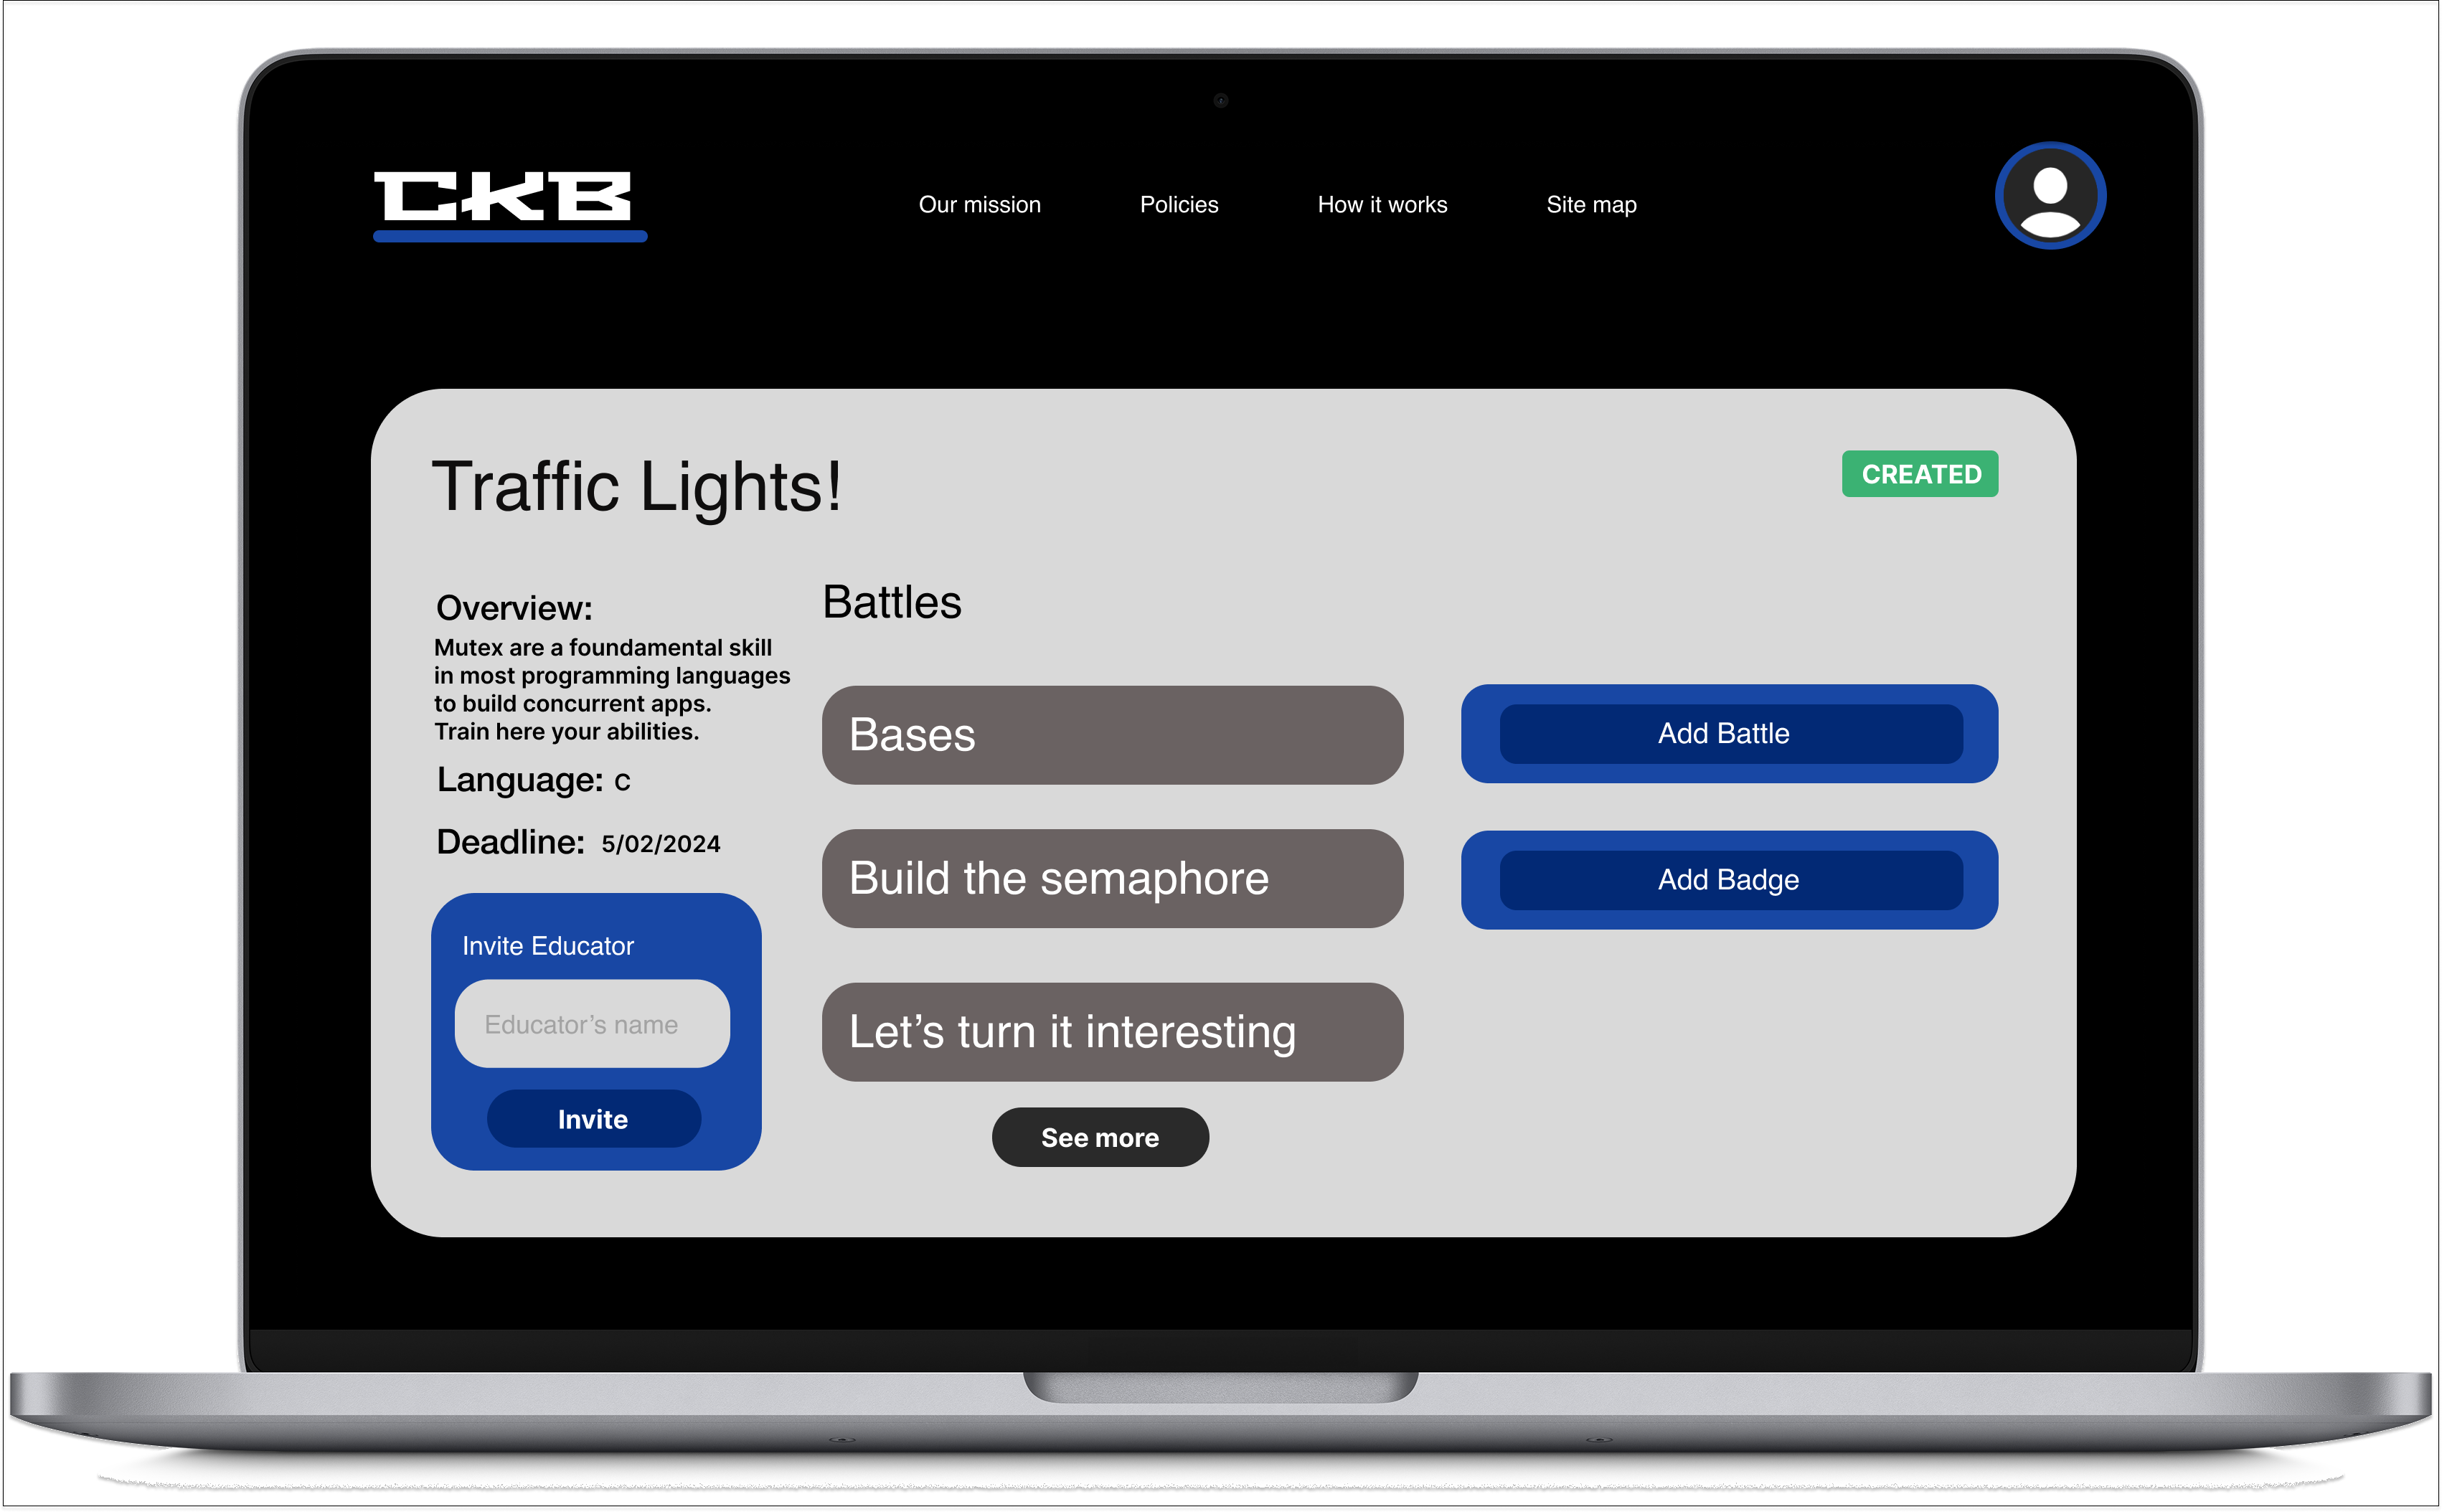 CKB
Our mission
Policies
How it works
Site map
Traffic Lights!
CREATED
Overview:
Mutex are a foundamental skill
in most programming languages
to build concurrent apps.
Train here your abilities.
Language: c
Deadline: 5/02/2024
Invite Educator
Educator’s name
Invite
Battles
Bases
Build the semaphore
Let’s turn it interesting
See more
Add Battle
Add Badge